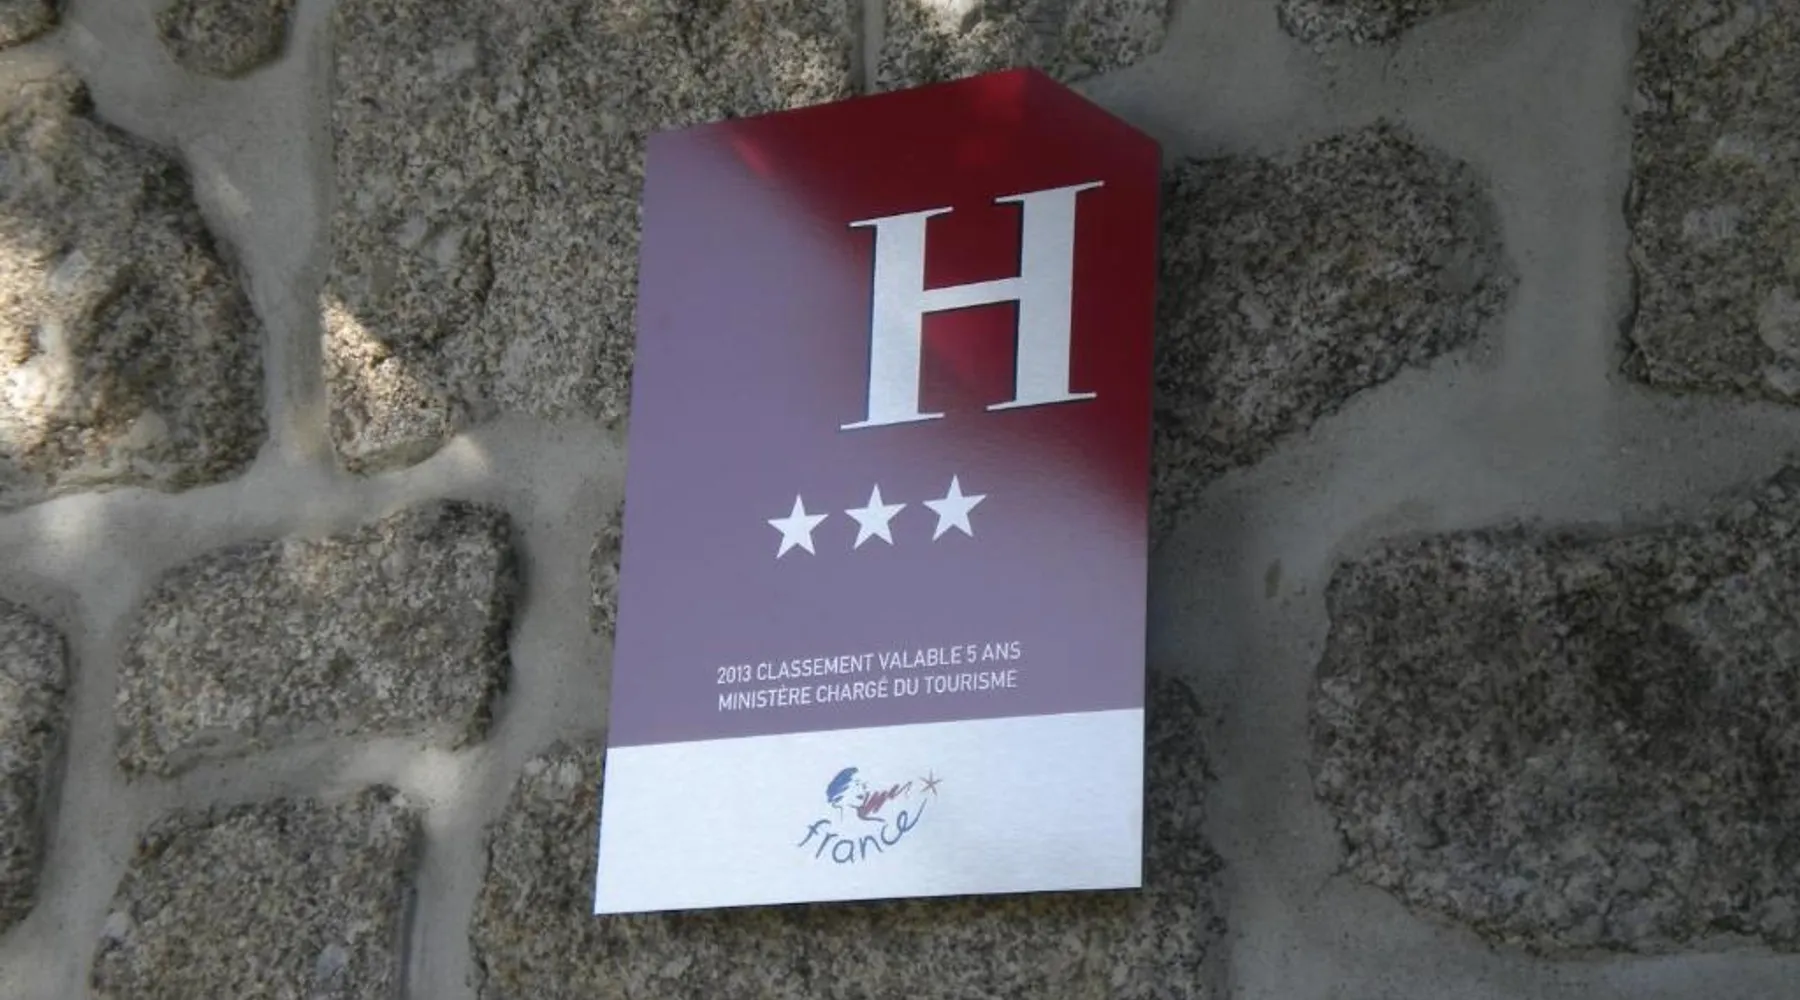 H
2013 CLASSEMENT VALABLE 5 ANS
MINISTÈRE CHARGÉ DU TOURISME
france